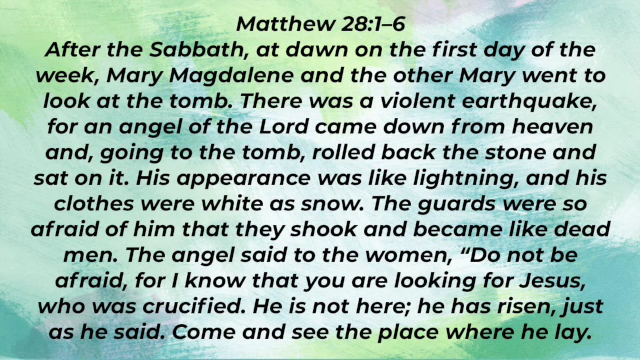 Matthew 28:1–6
After the Sabbath, at dawn on the first day of the
week, Mary Magdalene and the other Mary went to
look at the tomb. There was a violent earthquake,
for an angel of the Lord came down from heaven
and, going to the tomb, rolled back the stone and
sat on it. His appearance was like lightning, and his
clothes were white as snow. The guards were so
afraid of him that they shook and became like dead
men. The angel said to the women, “Do not be
afraid, for I know that you are looking for Jesus,
who was crucified. He is not here; he has risen, just
as he said. Come and see the place where he lay.